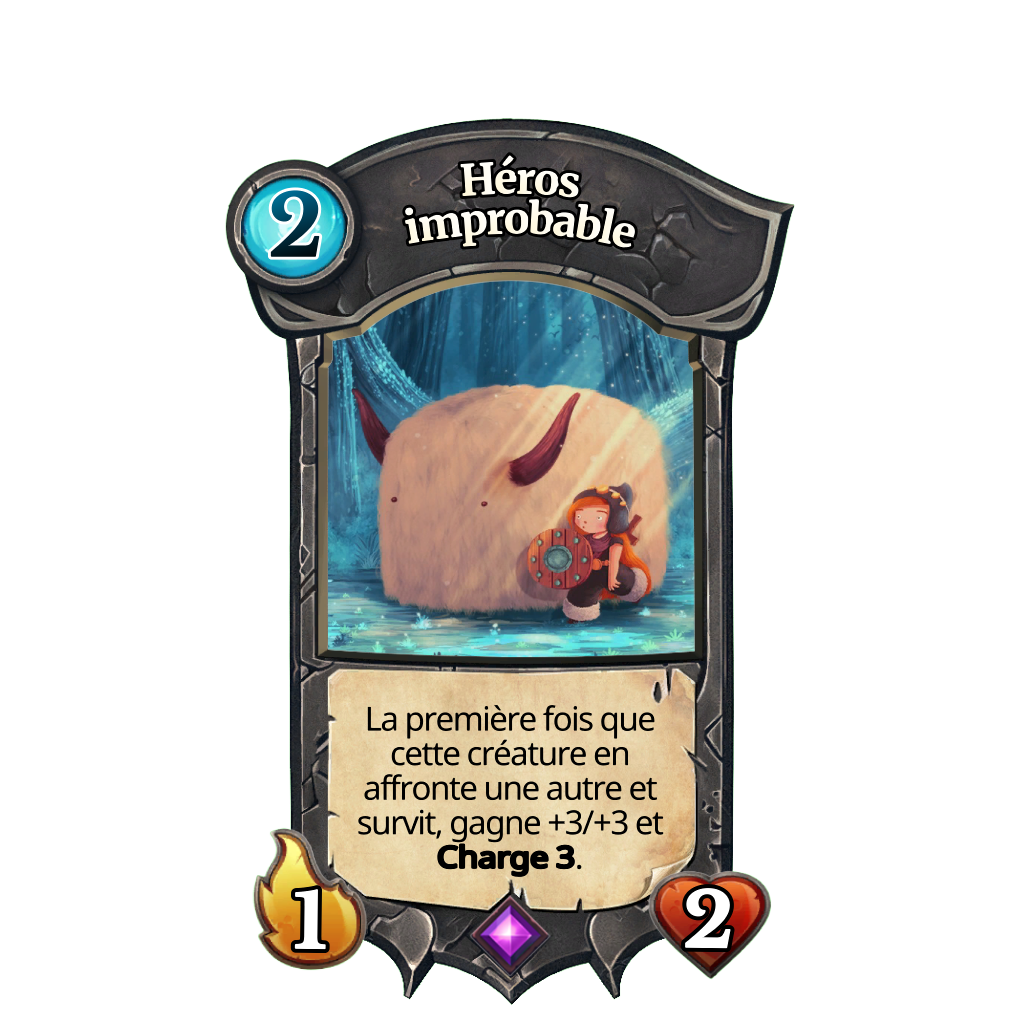 2
Héros
improbable
La première fois que
cette créature en
affronte une autre et
survit, gagne +3/+3 et
Charge 3.
1
2